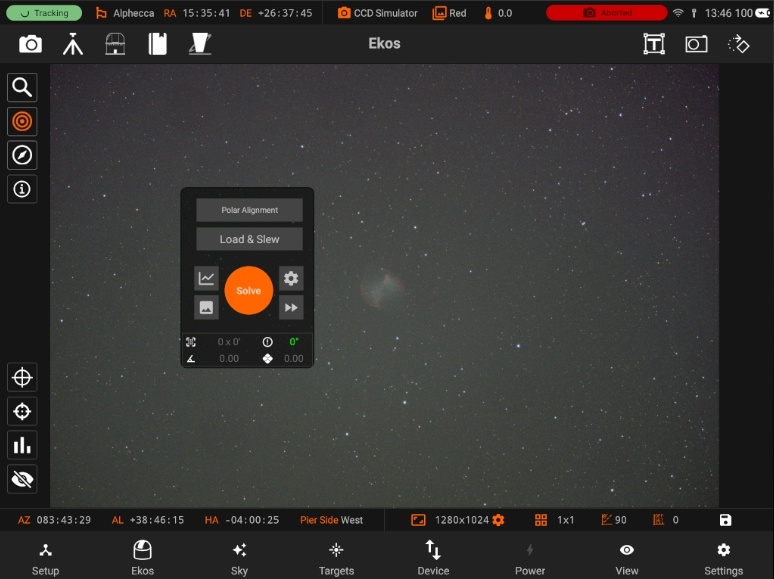 Tracking Alphecca RA 15:35:41 DE +26:37:45 CCD Simulator Red 0.0 Aborted 13:46 100
Ekos
Polar Alignment
Load & Slew
Solve
0 x 0' 0°
0.00 0.00
AZ 083:43:29 AL +38:46:15 HA -04:00:25 Pier Side West 1280x1024 1x1 90 0
Setup Ekos Sky Targets Device Power View Settings